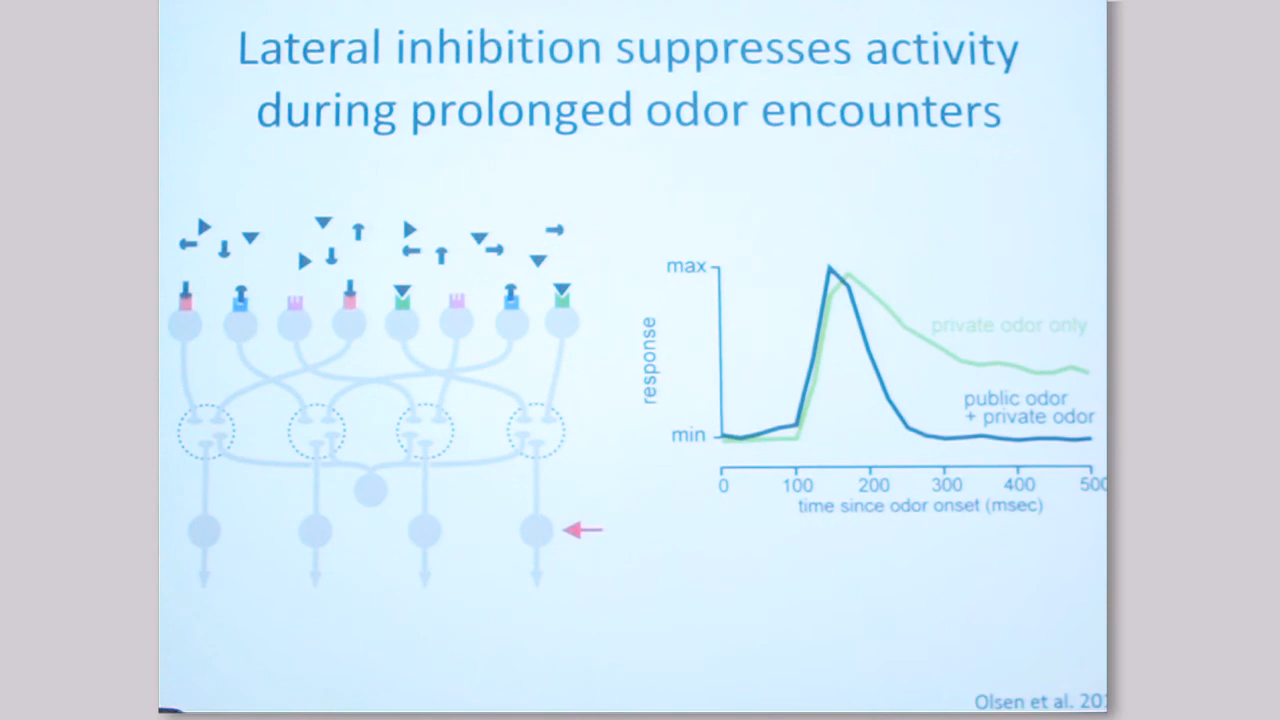 Lateral inhibition suppresses activity
during prolonged odor encounters
max
response
min
private odor only
public odor
+ private odor
0 100 200 300 400 500
time since odor onset (msec)
Olsen et al.